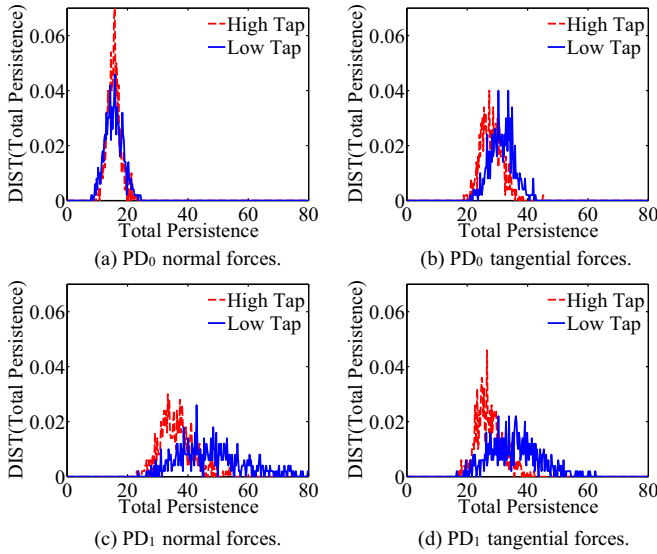 0.06
0.04
0.02
0
DIST(Total Persistence)
High Tap
Low Tap
0 20 40 60 80
Total Persistence
(a) PD₀ normal forces.
0.06
0.04
0.02
0
DIST(Total Persistence)
High Tap
Low Tap
0 20 40 60 80
Total Persistence
(b) PD₀ tangential forces.
0.06
0.04
0.02
0
DIST(Total Persistence)
High Tap
Low Tap
0 20 40 60 80
Total Persistence
(c) PD₁ normal forces.
0.06
0.04
0.02
0
DIST(Total Persistence)
High Tap
Low Tap
0 20 40 60 80
Total Persistence
(d) PD₁ tangential forces.